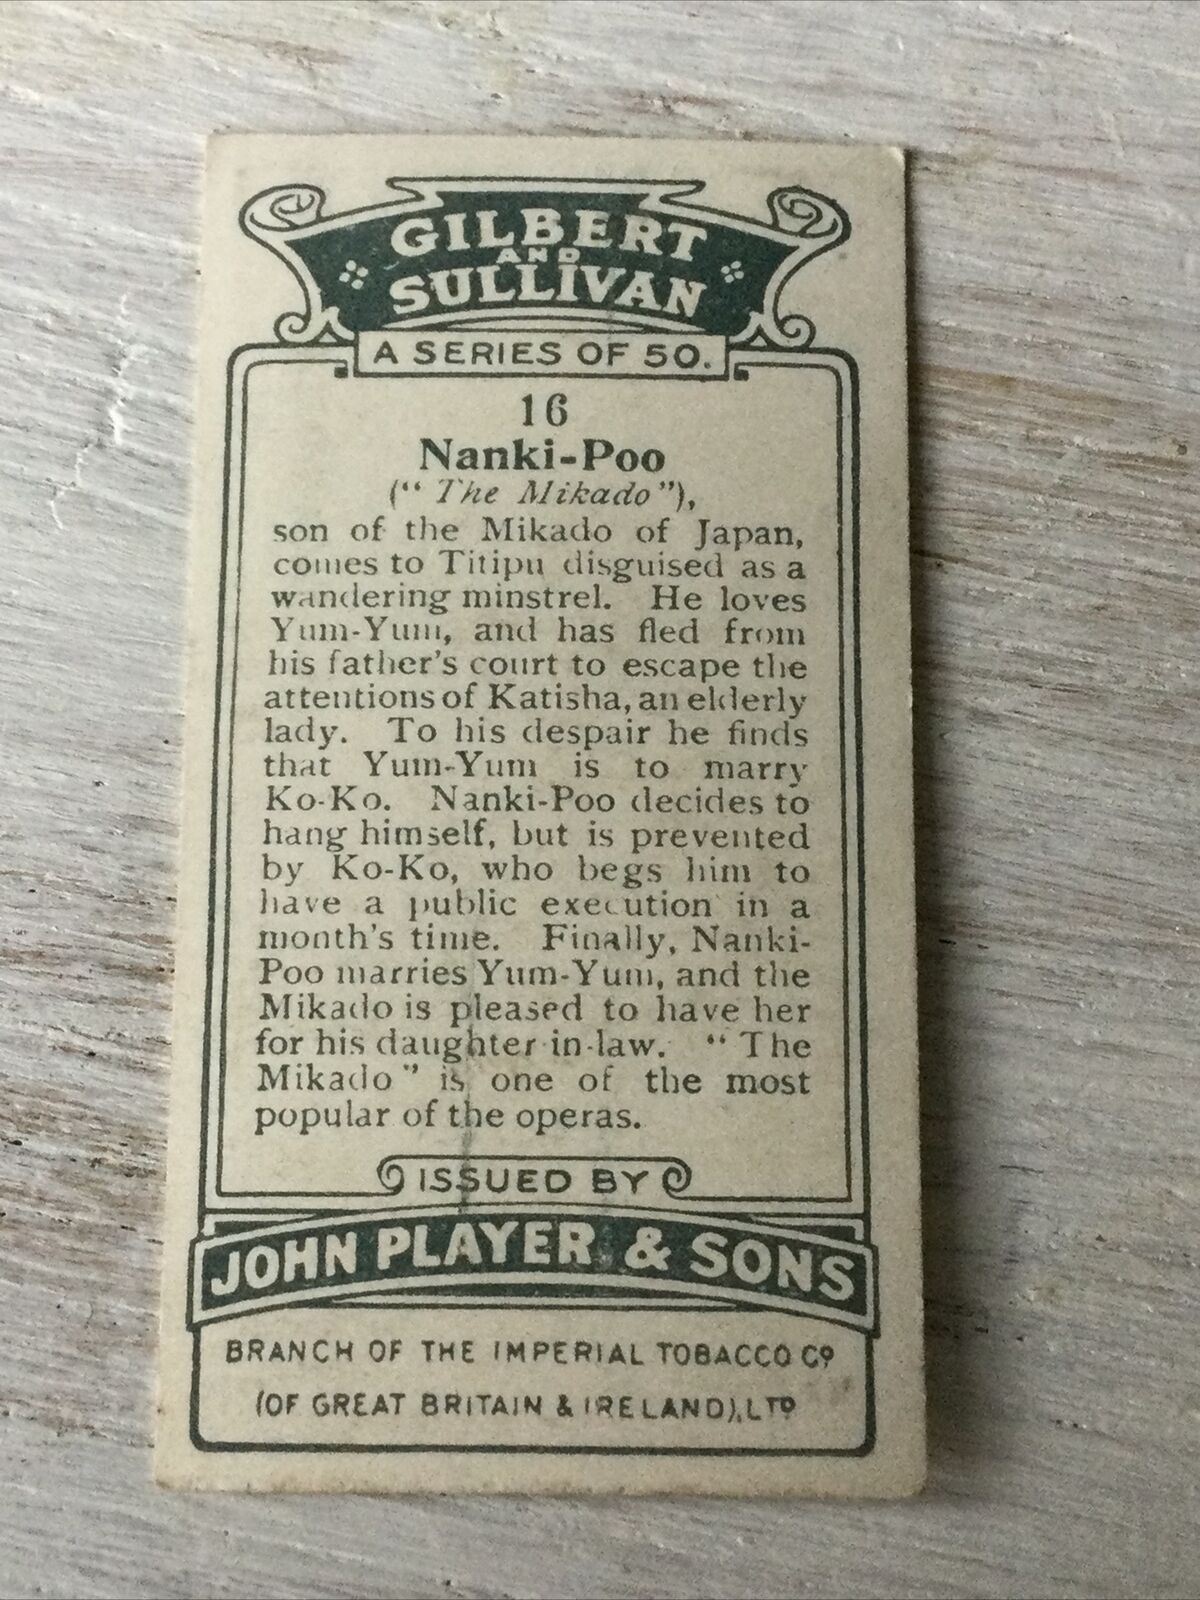 GILBERT
AND
SULLIVAN
A SERIES OF 50.
16
Nanki-Poo
(“ The Mikado”),
son of the Mikado of Japan,
comes to Titipu disguised as a
wandering minstrel. He loves
Yum-Yum, and has fled from
his father's court to escape the
attentions of Katisha, an elderly
lady. To his despair he finds
that Yum-Yum is to marry
Ko-Ko. Nanki-Poo decides to
hang himself, but is prevented
by Ko-Ko, who begs him to
have a public execution in a
month's time. Finally, Nanki-
Poo marries Yum-Yum, and the
Mikado is pleased to have her
for his daughter-in-law. “ The
Mikado” is one of the most
popular of the operas.
ISSUED BY
JOHN PLAYER & SONS
BRANCH OF THE IMPERIAL TOBACCO Co
(OF GREAT BRITAIN & IRELAND), LTD